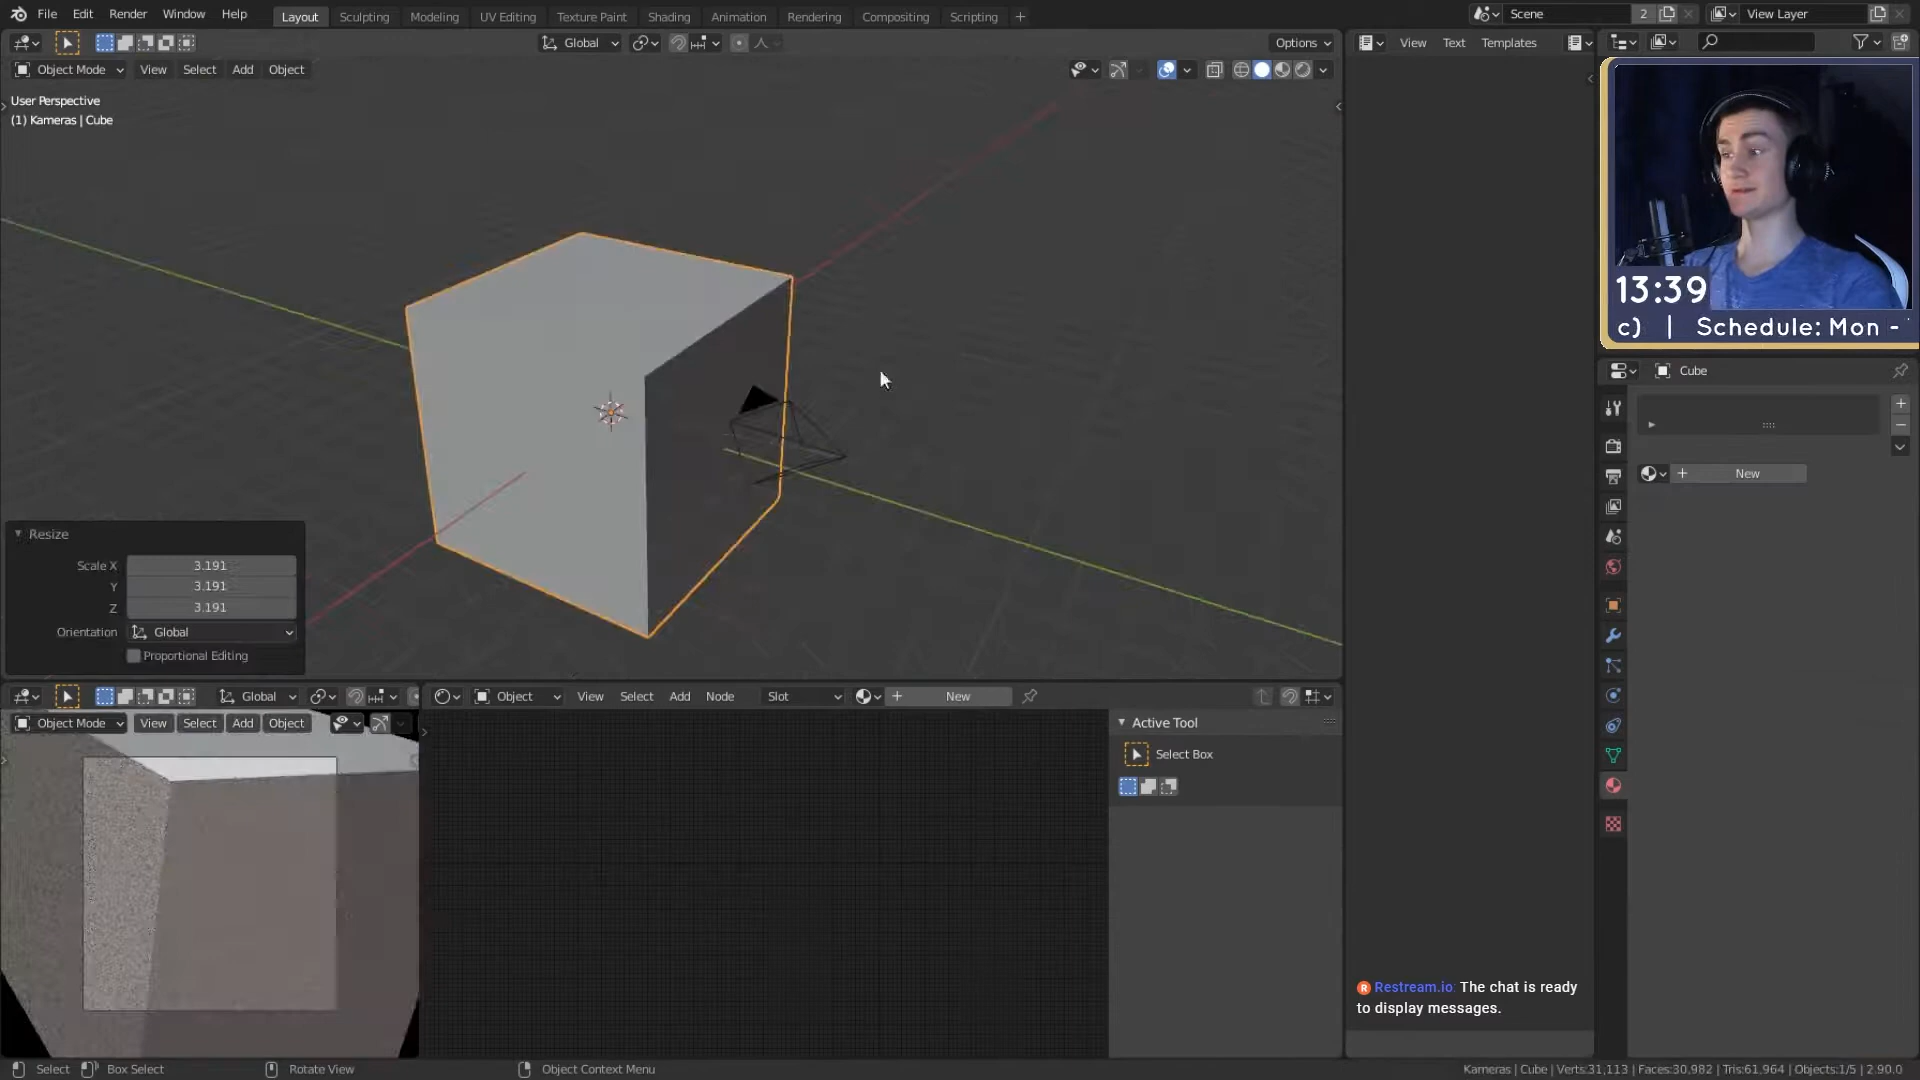 File Edit Render Window Help Layout Sculpting Modeling UV Editing Texture Paint Shading Animation Rendering Compositing Scripting + Scene 2 View Layer
Global Options View Text Templates
Object Mode View Select Add Object
User Perspective
(1) Kameras | Cube
13:39
c) | Schedule: Mon -
Cube
New
Resize
Scale X 3.191
Y 3.191
Z 3.191
Orientation Global
Proportional Editing
Global Object View Select Add Node Slot New
Object Mode View Select Add Object
Active Tool
Select Box
Restream.io: The chat is ready
to display messages.
Select Box Select Rotate View Object Context Menu Kameras | Cube | Verts:31,113 | Faces:30,982 | Tris:61,964 | Objects:1/5 | 2.90.0